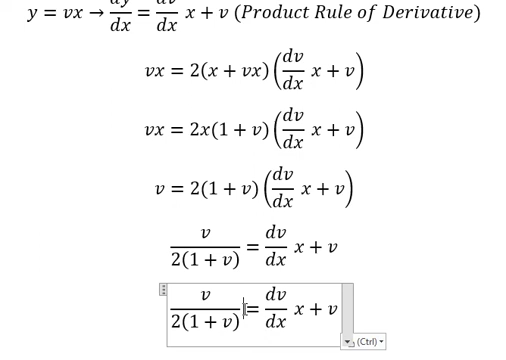 y = vx → dy/dx = dv/dx x + v (Product Rule of Derivative)
vx = 2(x + vx)(dv/dx x + v)
vx = 2x(1 + v)(dv/dx x + v)
v = 2(1 + v)(dv/dx x + v)
v/2(1 + v) = dv/dx x + v
v/2(1 + v) = dv/dx x + v
(Ctrl)